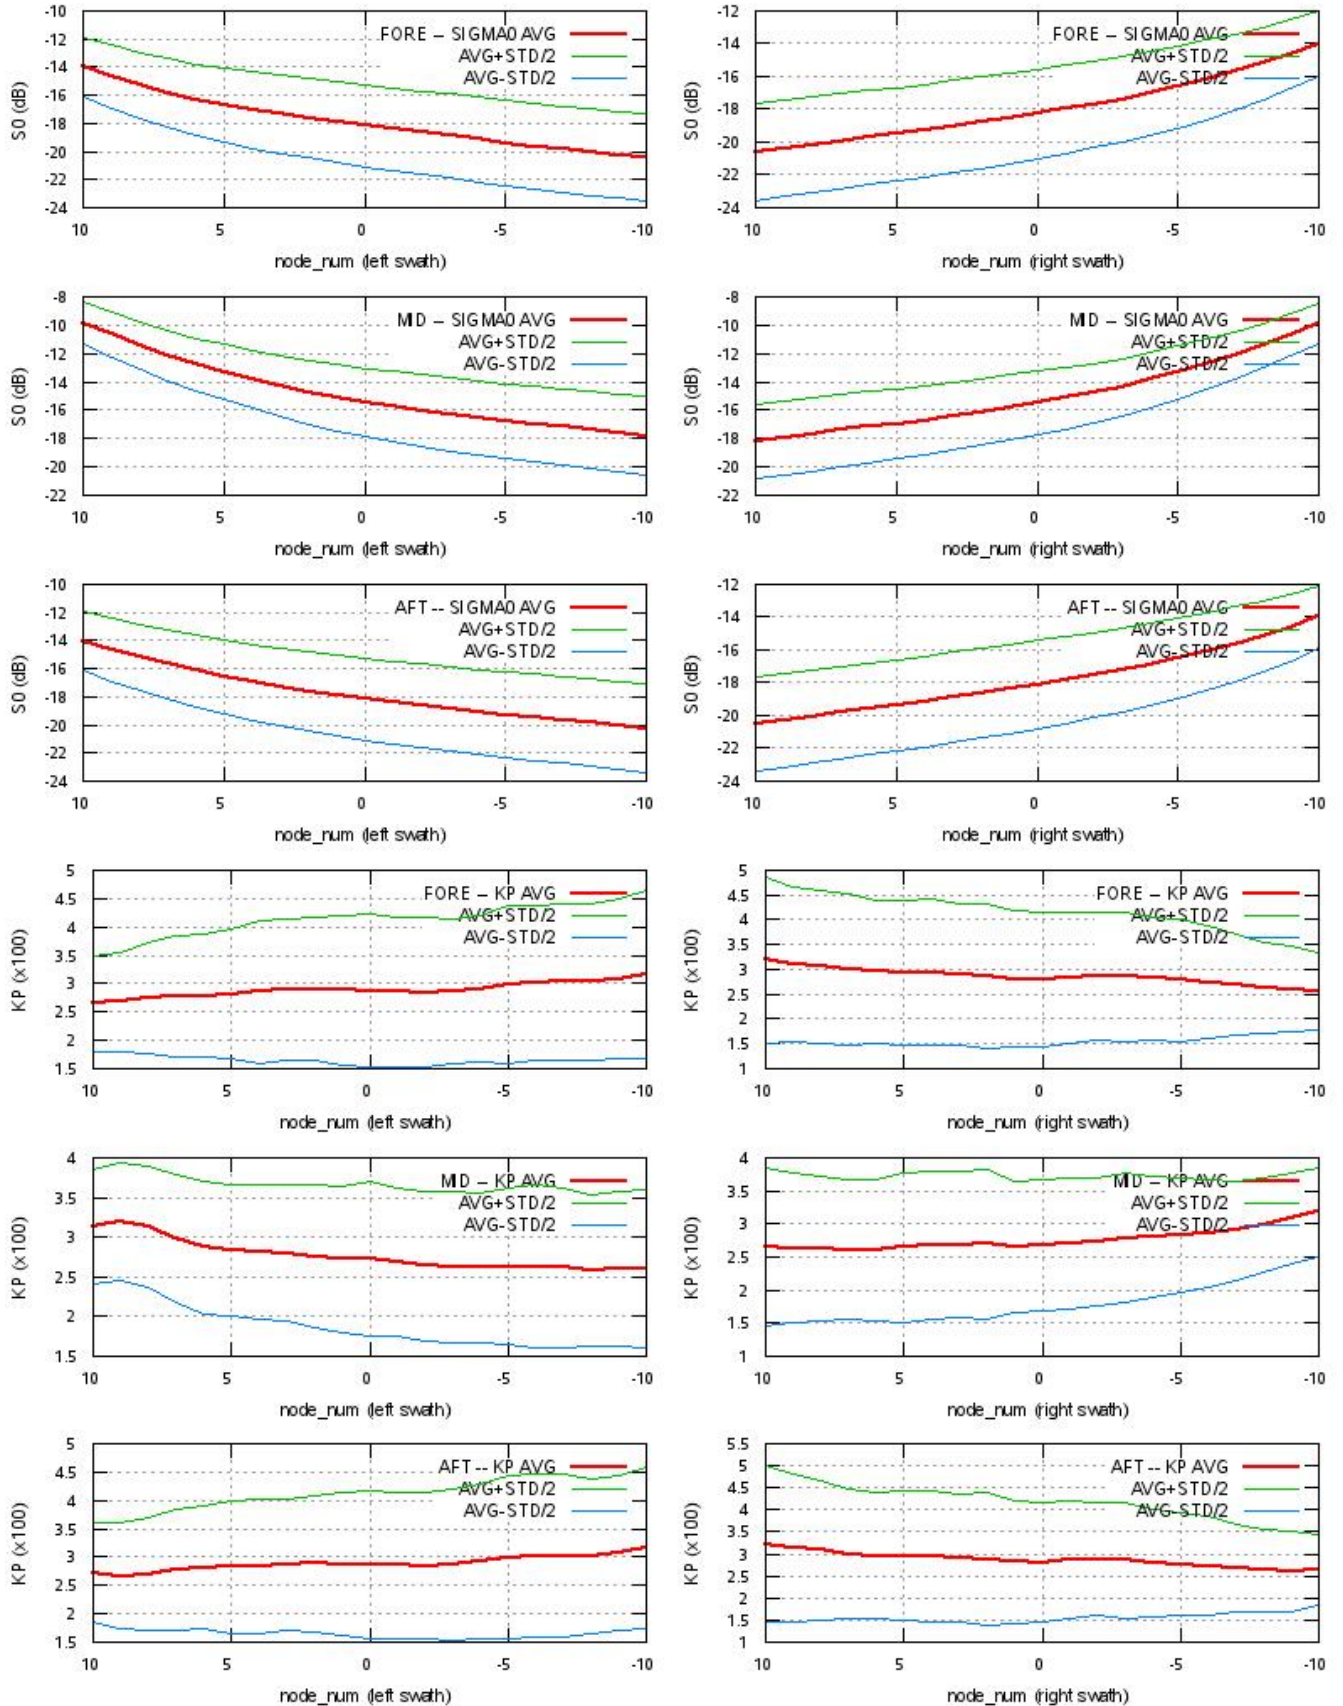 FORE -- SIGMA0 AVG
AVG+STD/2
AVG-STD/2
S0 (dB)
-10
-12
-14
-16
-18
-20
-22
-24
10 5 0 -5 -10
node_num (left swath)
FORE -- SIGMA0 AVG
AVG+STD/2
AVG-STD/2
S0 (dB)
-12
-14
-16
-18
-20
-22
-24
10 5 0 -5 -10
node_num (right swath)
MID -- SIGMA0 AVG
AVG+STD/2
AVG-STD/2
S0 (dB)
-8
-10
-12
-14
-16
-18
-20
-22
10 5 0 -5 -10
node_num (left swath)
MID -- SIGMA0 AVG
AVG+STD/2
AVG-STD/2
S0 (dB)
-8
-10
-12
-14
-16
-18
-20
-22
10 5 0 -5 -10
node_num (right swath)
AFT -- SIGMA0 AVG
AVG+STD/2
AVG-STD/2
S0 (dB)
-10
-12
-14
-16
-18
-20
-22
-24
10 5 0 -5 -10
node_num (left swath)
AFT -- SIGMA0 AVG
AVG+STD/2
AVG-STD/2
S0 (dB)
-12
-14
-16
-18
-20
-22
-24
10 5 0 -5 -10
node_num (right swath)
FORE -- KP AVG
AVG+STD/2
AVG-STD/2
KP (x100)
5
4.5
4
3.5
3
2.5
2
1.5
10 5 0 -5 -10
node_num (left swath)
FORE -- KP AVG
AVG+STD/2
AVG-STD/2
KP (x100)
5
4.5
4
3.5
3
2.5
2
1.5
1
10 5 0 -5 -10
node_num (right swath)
MID -- KP AVG
AVG+STD/2
AVG-STD/2
KP (x100)
4
3.5
3
2.5
2
1.5
10 5 0 -5 -10
node_num (left swath)
MID -- KP AVG
AVG+STD/2
AVG-STD/2
KP (x100)
4
3.5
3
2.5
2
1.5
1
10 5 0 -5 -10
node_num (right swath)
AFT -- KP AVG
AVG+STD/2
AVG-STD/2
KP (x100)
5
4.5
4
3.5
3
2.5
2
1.5
10 5 0 -5 -10
node_num (left swath)
AFT -- KP AVG
AVG+STD/2
AVG-STD/2
KP (x100)
5.5
5
4.5
4
3.5
3
2.5
2
1.5
1
10 5 0 -5 -10
node_num (right swath)